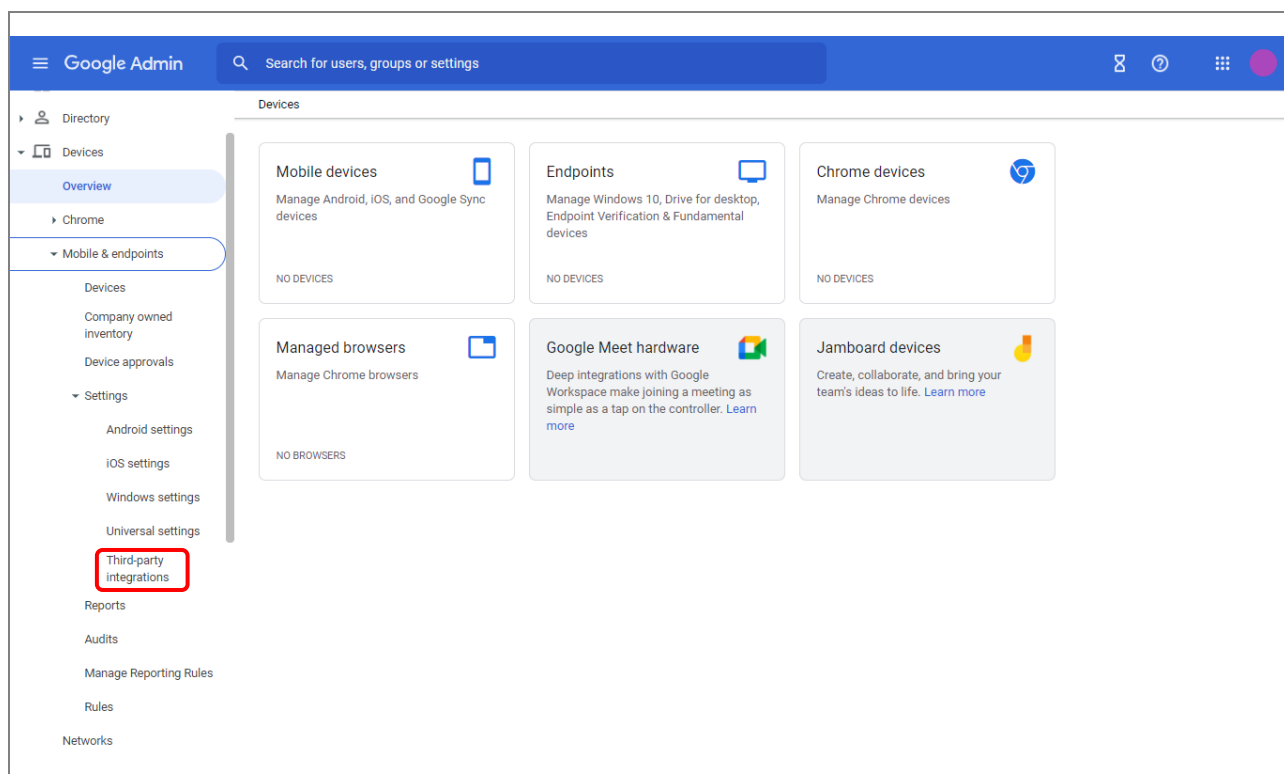 Google Admin
Search for users, groups or settings
Directory
Devices
Overview
Chrome
Mobile & endpoints
Devices
Company owned
inventory
Device approvals
Settings
Android settings
iOS settings
Windows settings
Universal settings
Third-party
integrations
Reports
Audits
Manage Reporting Rules
Rules
Networks
Devices
Mobile devices
Manage Android, iOS, and Google Sync
devices
NO DEVICES
Endpoints
Manage Windows 10, Drive for desktop,
Endpoint Verification & Fundamental
devices
NO DEVICES
Chrome devices
Manage Chrome devices
NO DEVICES
Managed browsers
Manage Chrome browsers
NO BROWSERS
Google Meet hardware
Deep integrations with Google
Workspace make joining a meeting as
simple as a tap on the controller. Learn
more
Jamboard devices
Create, collaborate, and bring your
team's ideas to life. Learn more